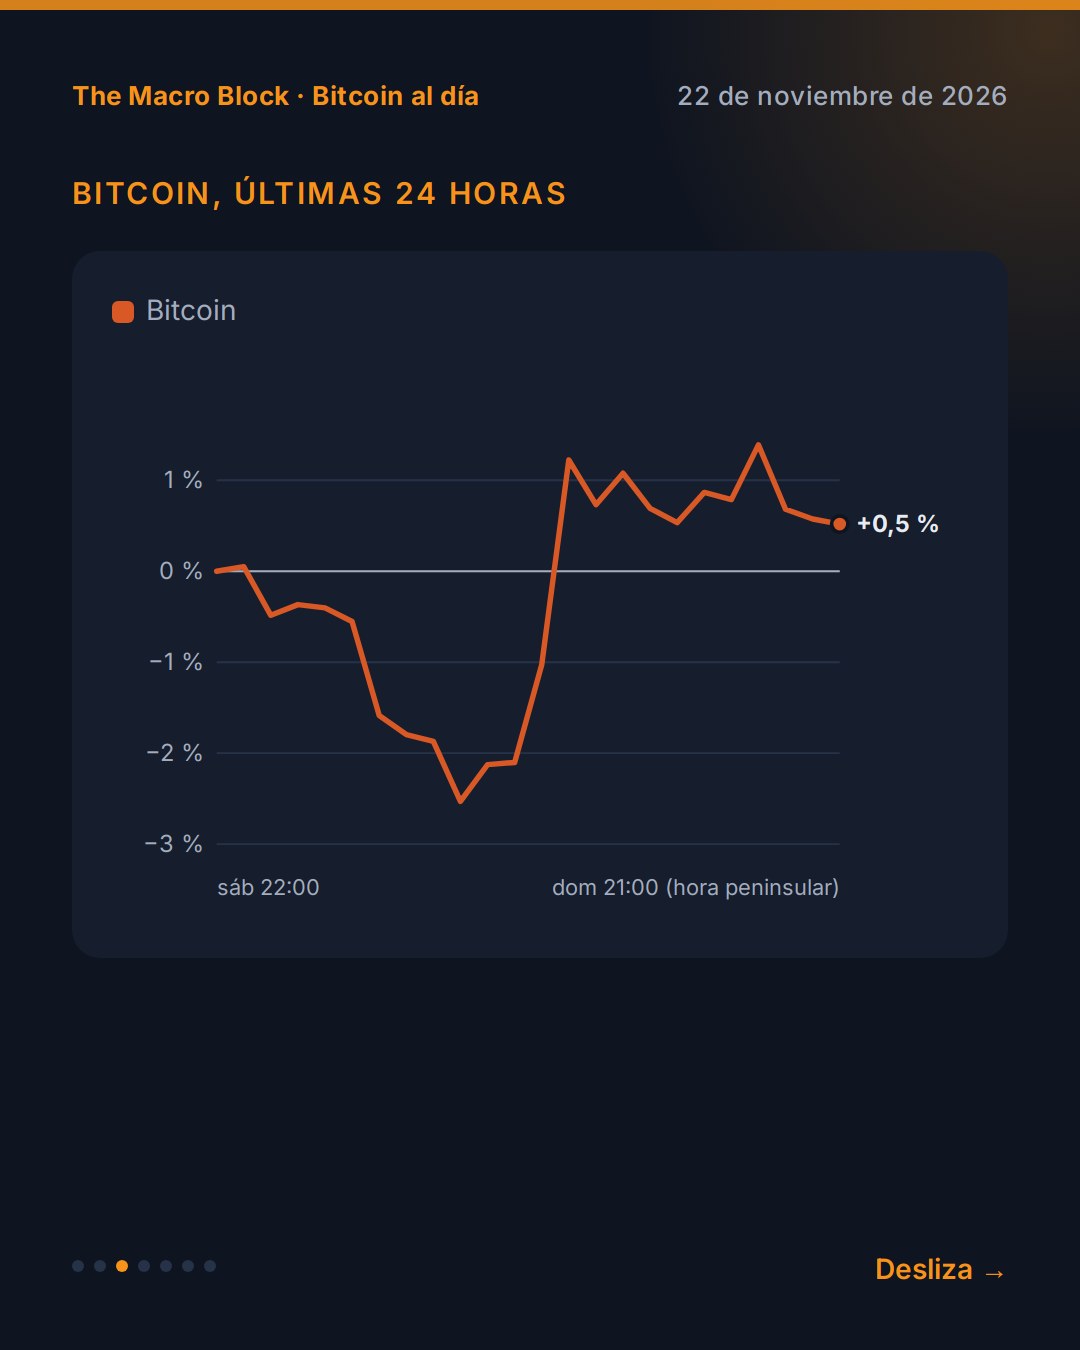 The Macro Block · Bitcoin al día
22 de noviembre de 2026
BITCOIN, ÚLTIMAS 24 HORAS
Bitcoin
1 %
+0,5 %
0 %
−1 %
−2 %
−3 %
sáb 22:00
dom 21:00 (hora peninsular)
Desliza →